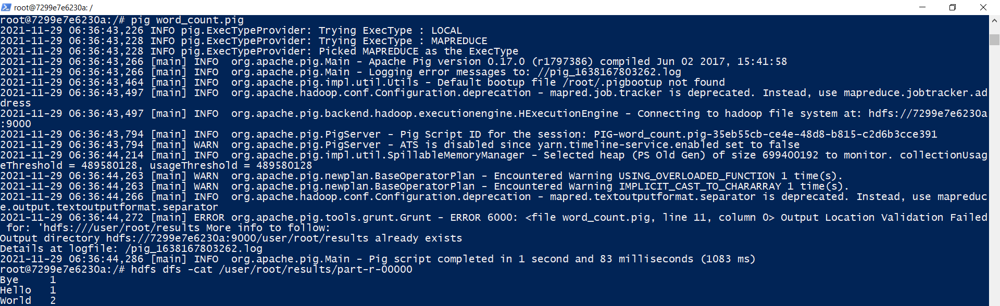 root@7299e7e6230a: /
root@7299e7e6230a:/# pig word_count.pig
2021-11-29 06:36:43,226 INFO pig.ExecTypeProvider: Trying ExecType : LOCAL
2021-11-29 06:36:43,228 INFO pig.ExecTypeProvider: Trying ExecType : MAPREDUCE
2021-11-29 06:36:43,228 INFO pig.ExecTypeProvider: Picked MAPREDUCE as the ExecType
2021-11-29 06:36:43,266 [main] INFO  org.apache.pig.Main - Apache Pig version 0.17.0 (r1797386) compiled Jun 02 2017, 15:41:58
2021-11-29 06:36:43,266 [main] INFO  org.apache.pig.Main - Logging error messages to: //pig_1638167803262.log
2021-11-29 06:36:43,464 [main] INFO  org.apache.pig.impl.util.Utils - Default bootup file /root/.pigbootup not found
2021-11-29 06:36:43,497 [main] INFO  org.apache.hadoop.conf.Configuration.deprecation - mapred.job.tracker is deprecated. Instead, use mapreduce.jobtracker.ad
dress
2021-11-29 06:36:43,497 [main] INFO  org.apache.pig.backend.hadoop.executionengine.HExecutionEngine - Connecting to hadoop file system at: hdfs://7299e7e6230a
:9000
2021-11-29 06:36:43,794 [main] INFO  org.apache.pig.PigServer - Pig Script ID for the session: PIG-word_count.pig-35eb55cb-ce4e-48d8-b815-c2d6b3cce391
2021-11-29 06:36:43,794 [main] WARN  org.apache.pig.PigServer - ATS is disabled since yarn.timeline-service.enabled set to false
2021-11-29 06:36:44,214 [main] INFO  org.apache.pig.impl.util.SpillableMemoryManager - Selected heap (PS Old Gen) of size 699400192 to monitor. collectionUsag
eThreshold = 489580128, usageThreshold = 489580128
2021-11-29 06:36:44,263 [main] WARN  org.apache.pig.newplan.BaseOperatorPlan - Encountered Warning USING_OVERLOADED_FUNCTION 1 time(s).
2021-11-29 06:36:44,263 [main] WARN  org.apache.pig.newplan.BaseOperatorPlan - Encountered Warning IMPLICIT_CAST_TO_CHARARRAY 1 time(s).
2021-11-29 06:36:44,266 [main] INFO  org.apache.hadoop.conf.Configuration.deprecation - mapred.textoutputformat.separator is deprecated. Instead, use mapreduc
e.output.textoutputformat.separator
2021-11-29 06:36:44,272 [main] ERROR org.apache.pig.tools.grunt.Grunt - ERROR 6000: <file word_count.pig, line 11, column 0> Output Location Validation Failed
 for: 'hdfs:///user/root/results More info to follow:
Output directory hdfs://7299e7e6230a:9000/user/root/results already exists
Details at logfile: /pig_1638167803262.log
2021-11-29 06:36:44,286 [main] INFO  org.apache.pig.Main - Pig script completed in 1 second and 83 milliseconds (1083 ms)
root@7299e7e6230a:/# hdfs dfs -cat /user/root/results/part-r-00000
Bye     1
Hello   1
World   2